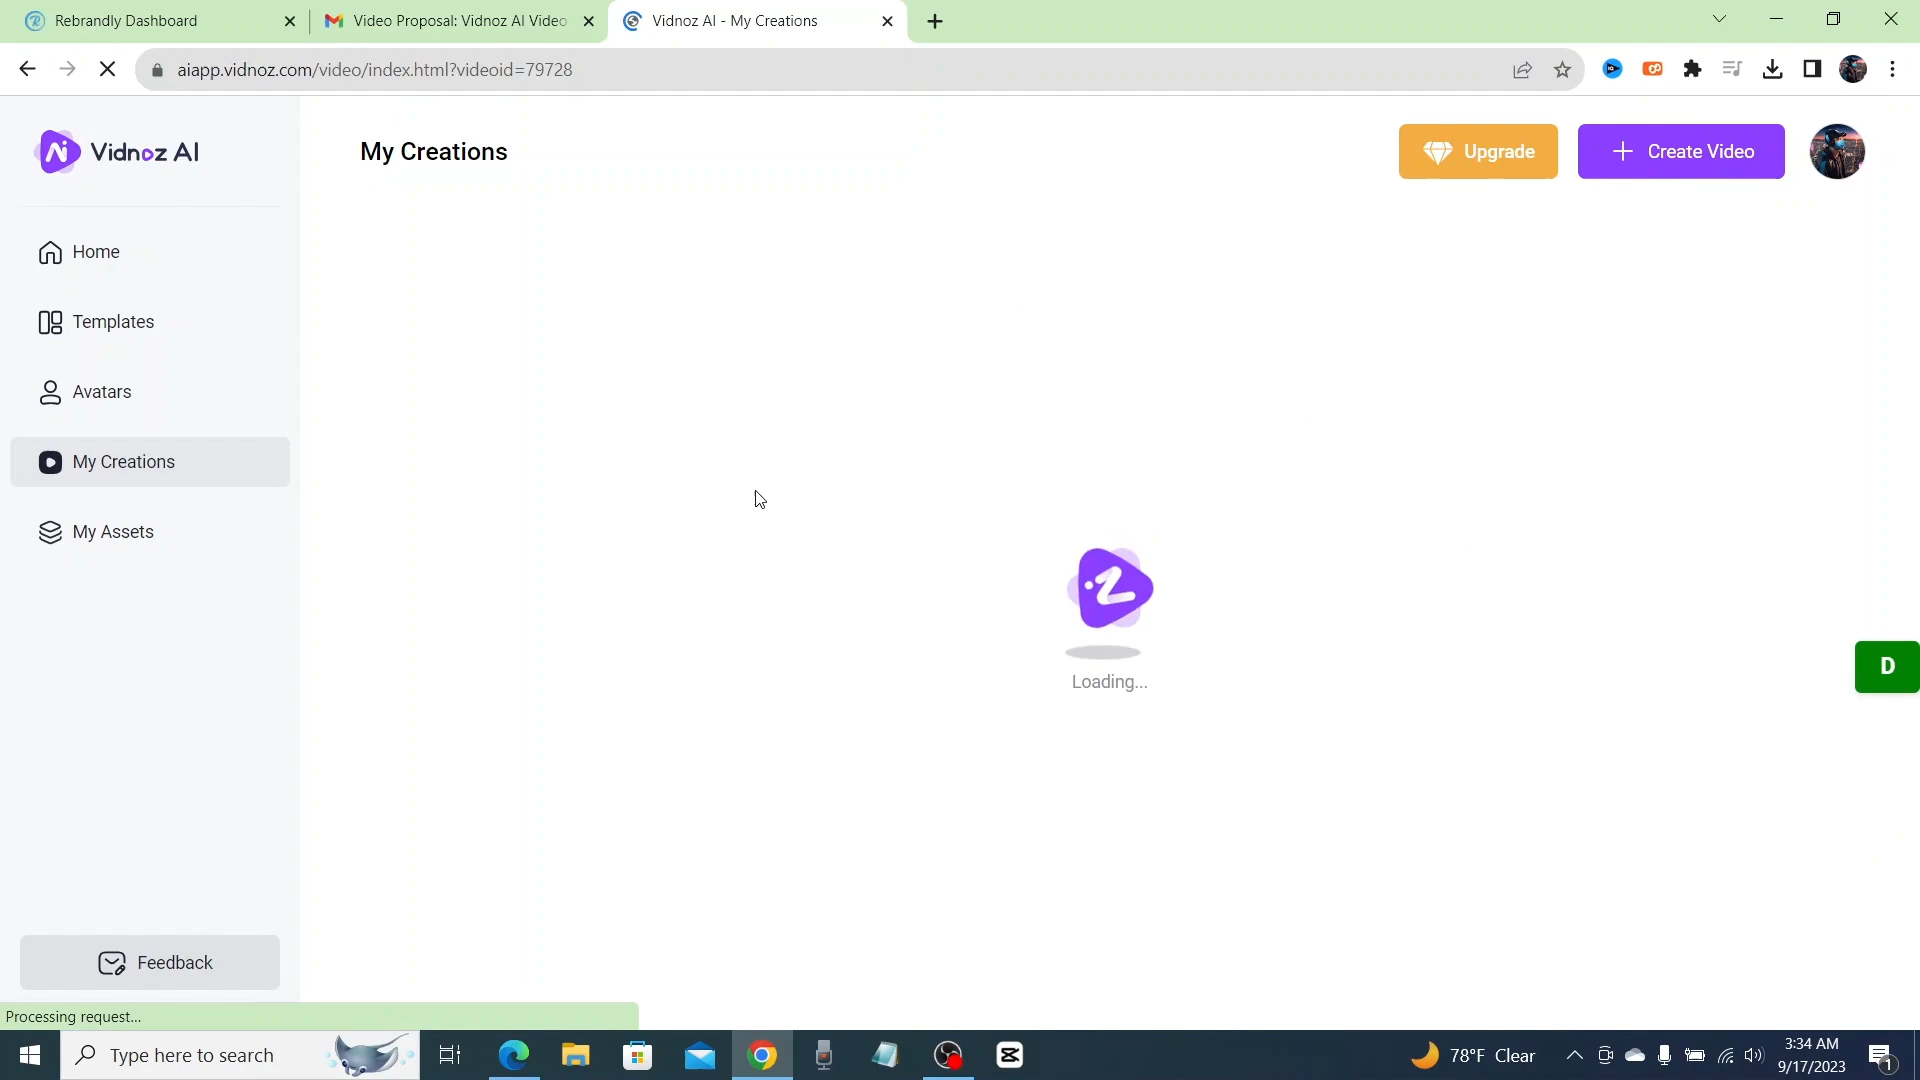 Rebrandly Dashboard
Video Proposal: Vidnoz AI Video
Vidnoz AI - My Creations
aiapp.vidnoz.com/video/index.html?videoid=79728
Vidnoz AI
My Creations
Upgrade
Create Video
Home
Templates
Avatars
My Creations
My Assets
Loading...
D
Feedback
Processing request...
Type here to search
78°F Clear
3:34 AM
9/17/2023
1